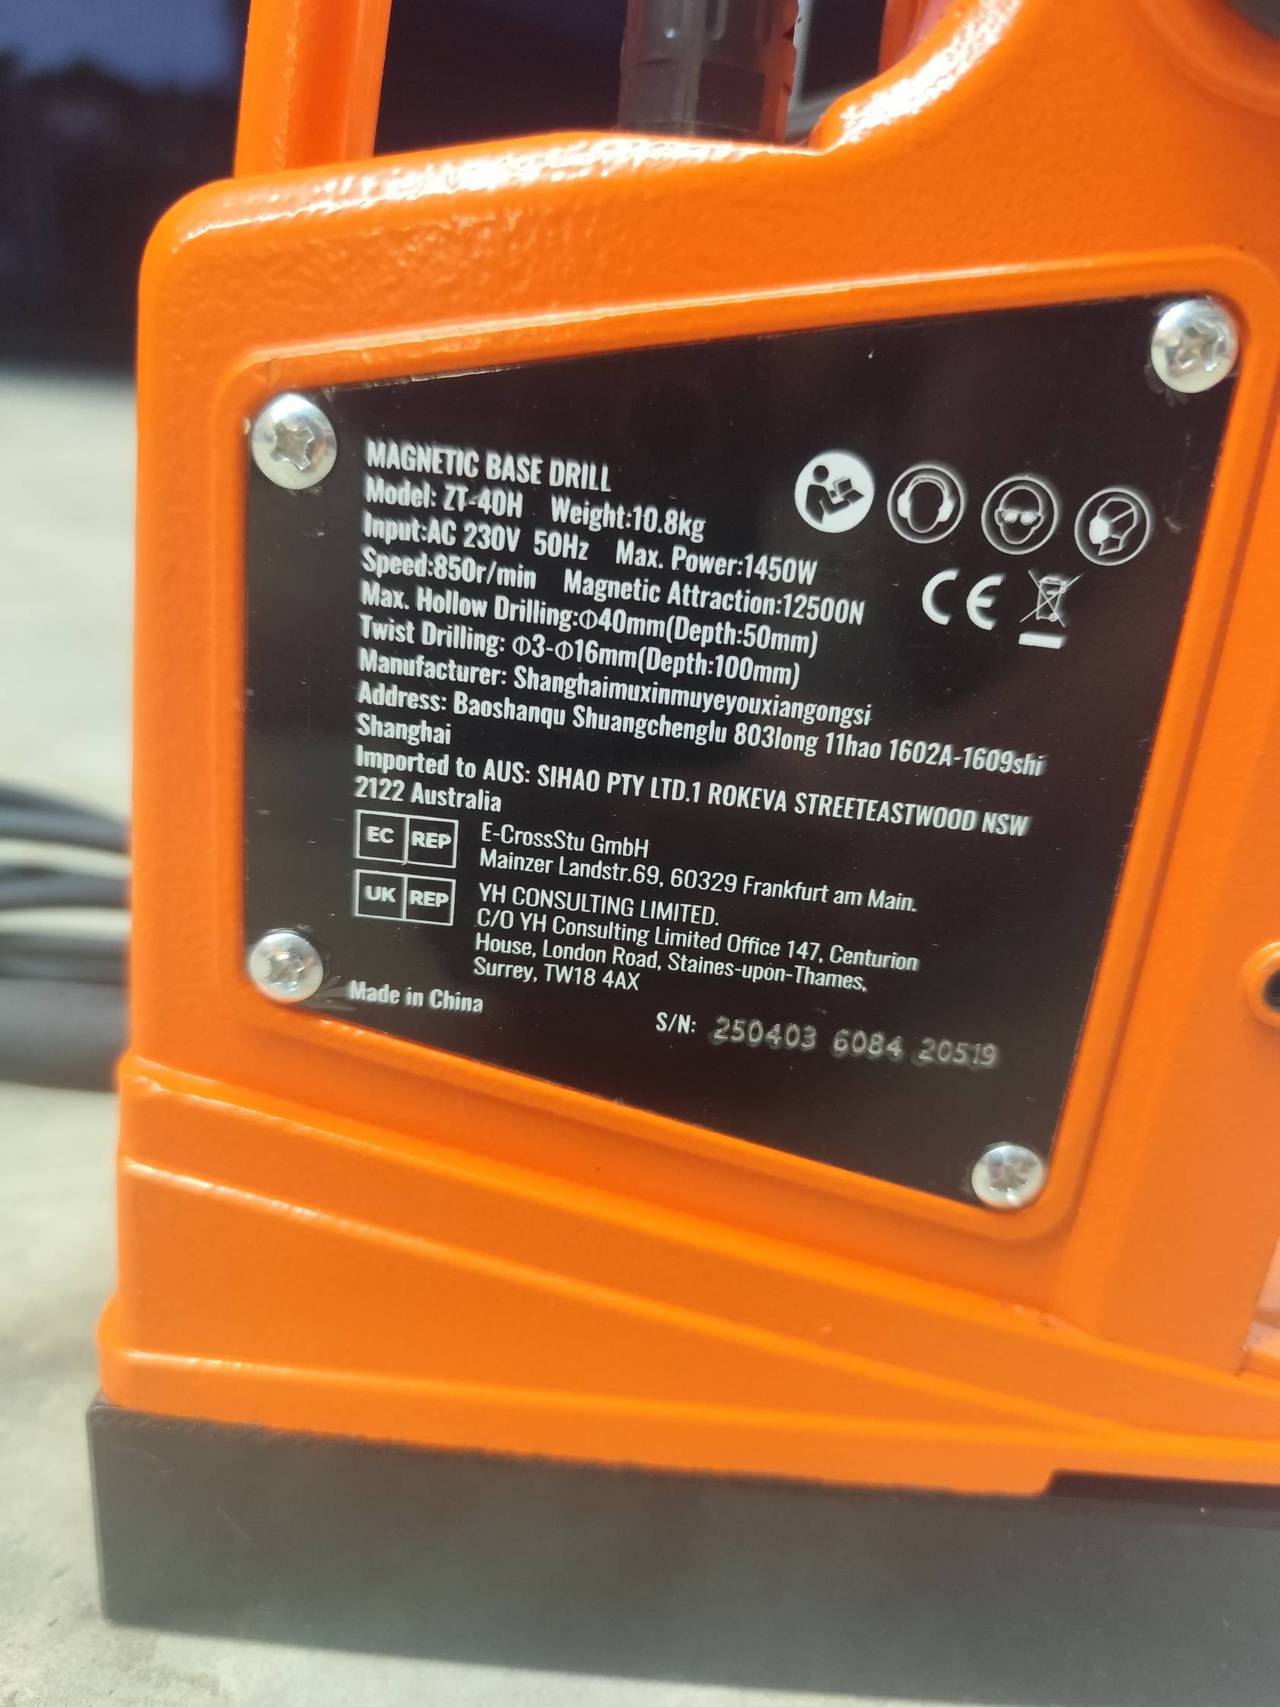 MAGNETIC BASE DRILL
Model: ZT-40H Weight:10.8kg
Input:AC 230V 50Hz Max. Power:1450W
Speed:850r/min Magnetic Attraction:12500N
Max. Hollow Drilling:Φ40mm(Depth:50mm)
Twist Drilling: Φ3-Φ16mm(Depth:100mm)
Manufacturer: Shanghaimuxinmuyeyouxiangongsi
Address: Baoshanqu Shuangchenglu 803long 11hao 1602A-1609shi
Shanghai
Imported to AUS: SIHAO PTY LTD.1 ROKEVA STREETEASTWOOD NSW
2122 Australia
EC REP E-CrossStu GmbH
Mainzer Landstr.69, 60329 Frankfurt am Main.
UK REP YH CONSULTING LIMITED.
C/O YH Consulting Limited Office 147, Centurion
House, London Road, Staines-upon-Thames,
Surrey, TW18 4AX
Made in China
S/N: 250403 6084 20519
CE